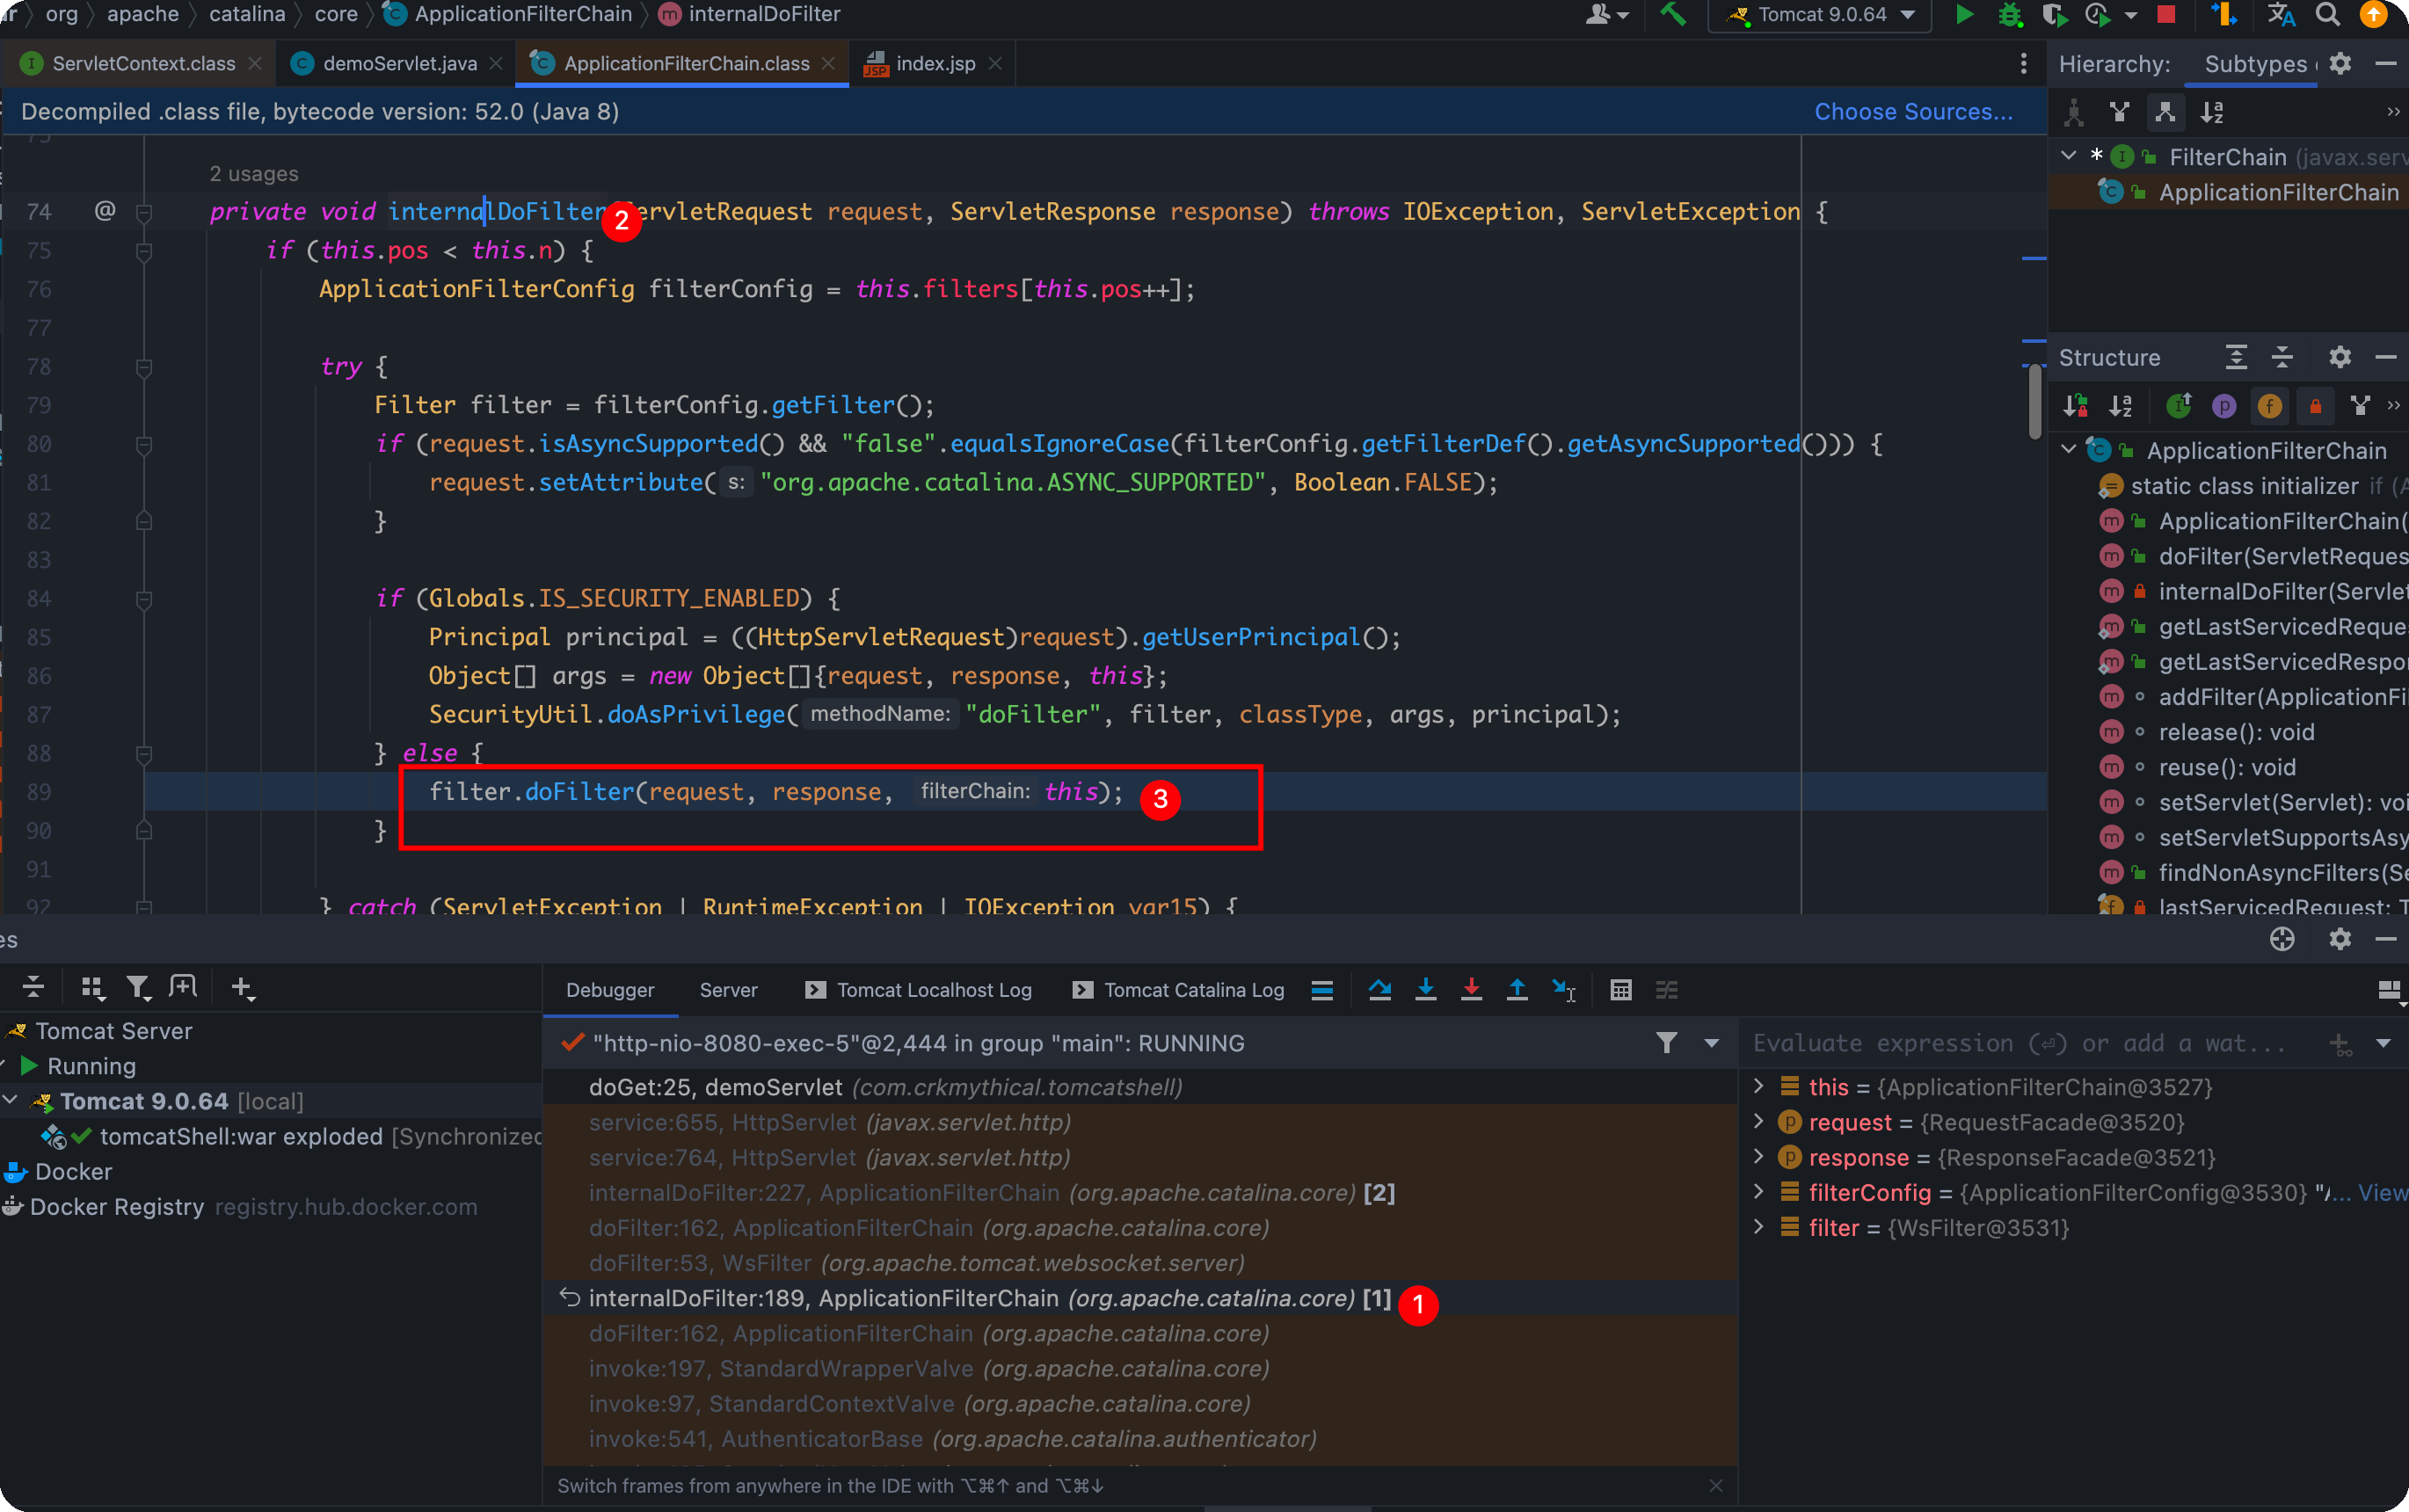 org apache catalina core ApplicationFilterChain internalDoFilter Tomcat 9.0.64
ServletContext.class demoServlet.java ApplicationFilterChain.class index.jsp
Decompiled .class file, bytecode version: 52.0 (Java 8) Choose Sources...
2 usages
74 @ private void internalDoFilter 2 ServletRequest request, ServletResponse response) throws IOException, ServletException {
75 if (this.pos < this.n) {
76 ApplicationFilterConfig filterConfig = this.filters[this.pos++];
77
78 try {
79 Filter filter = filterConfig.getFilter();
80 if (request.isAsyncSupported() && "false".equalsIgnoreCase(filterConfig.getFilterDef().getAsyncSupported())) {
81 request.setAttribute( s: "org.apache.catalina.ASYNC_SUPPORTED", Boolean.FALSE);
82 }
83
84 if (Globals.IS_SECURITY_ENABLED) {
85 Principal principal = ((HttpServletRequest)request).getUserPrincipal();
86 Object[] args = new Object[]{request, response, this};
87 SecurityUtil.doAsPrivilege( methodName: "doFilter", filter, classType, args, principal);
88 } else {
89 filter.doFilter(request, response, filterChain: this); 3
90 }
91
92 } catch (ServletException | RuntimeException | IOException var15) {
Hierarchy: Subtypes
FilterChain (javax.serv
ApplicationFilterChain
Structure
ApplicationFilterChain
static class initializer if (A
ApplicationFilterChain(
doFilter(ServletReques
internalDoFilter(Servlet
getLastServicedReque
getLastServicedRespo
addFilter(ApplicationFil
release(): void
reuse(): void
setServlet(Servlet): voi
setServletSupportsAsy
findNonAsyncFilters(Se
lastServicedRequest: T
es
Tomcat Server
Running
Tomcat 9.0.64 [local]
tomcatShell:war exploded [Synchronized
Docker
Docker Registry registry.hub.docker.com
Debugger Server Tomcat Localhost Log Tomcat Catalina Log
"http-nio-8080-exec-5"@2,444 in group "main": RUNNING
doGet:25, demoServlet (com.crkmythical.tomcatshell)
service:655, HttpServlet (javax.servlet.http)
service:764, HttpServlet (javax.servlet.http)
internalDoFilter:227, ApplicationFilterChain (org.apache.catalina.core) [2]
doFilter:162, ApplicationFilterChain (org.apache.catalina.core)
doFilter:53, WsFilter (org.apache.tomcat.websocket.server)
internalDoFilter:189, ApplicationFilterChain (org.apache.catalina.core) [1] 1
doFilter:162, ApplicationFilterChain (org.apache.catalina.core)
invoke:197, StandardWrapperValve (org.apache.catalina.core)
invoke:97, StandardContextValve (org.apache.catalina.core)
invoke:541, AuthenticatorBase (org.apache.catalina.authenticator)
Switch frames from anywhere in the IDE with ⌥⌘↑ and ⌥⌘↓
Evaluate expression (⏎) or add a wat...
this = {ApplicationFilterChain@3527}
request = {RequestFacade@3520}
response = {ResponseFacade@3521}
filterConfig = {ApplicationFilterConfig@3530} "A... View
filter = {WsFilter@3531}